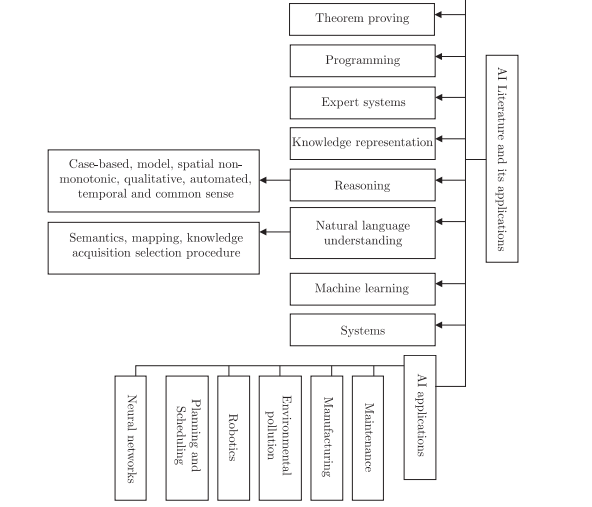 Theorem proving
Programming
Expert systems
Knowledge representation
Case-based, model, spatial non-
monotonic, qualitative, automated,
temporal and common sense
Reasoning
Semantics, mapping, knowledge
acquisition selection procedure
Natural language
understanding
Machine learning
Systems
AI Literature and its applications
AI applications
Neural networks
Planning and
Scheduling
Robotics
Environmental
pollution
Manufacturing
Maintenance